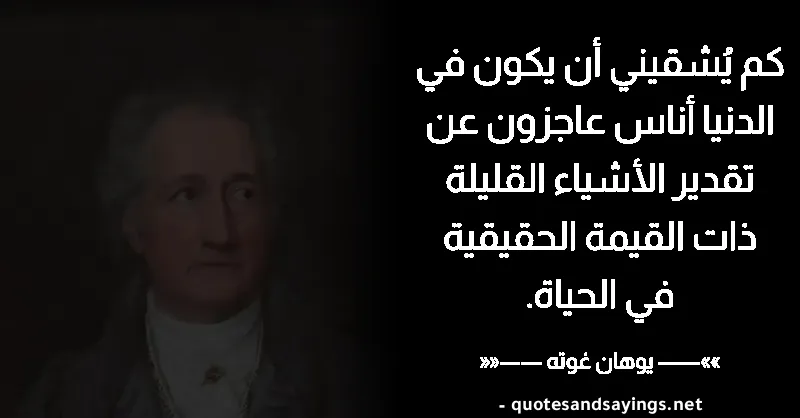 كم يُشقيني أن يكون في
الدنيا أناس عاجزون عن
تقدير الأشياء القليلة
ذات القيمة الحقيقية
في الحياة.
»—— يوهان غوته ——««
- quotesandsayings.net